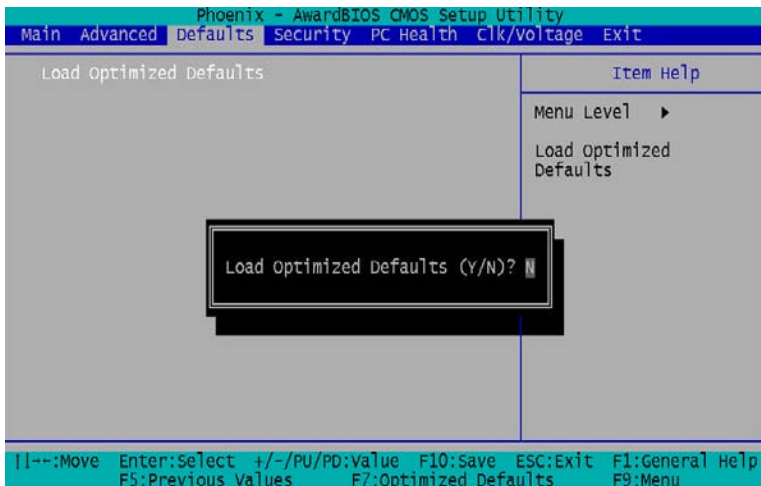 Phoenix - AwardBIOS CMOS Setup Utility
Main Advanced Defaults Security PC Health Clk/Voltage Exit
Load Optimized Defaults
Item Help
Menu Level ▶
Load Optimized
Defaults
Load Optimized Defaults (Y/N)? N
↑↓→←:Move Enter:Select +/-/PU/PD:Value F10:Save ESC:Exit F1:General Help
F5:Previous Values F7:Optimized Defaults F9:Menu